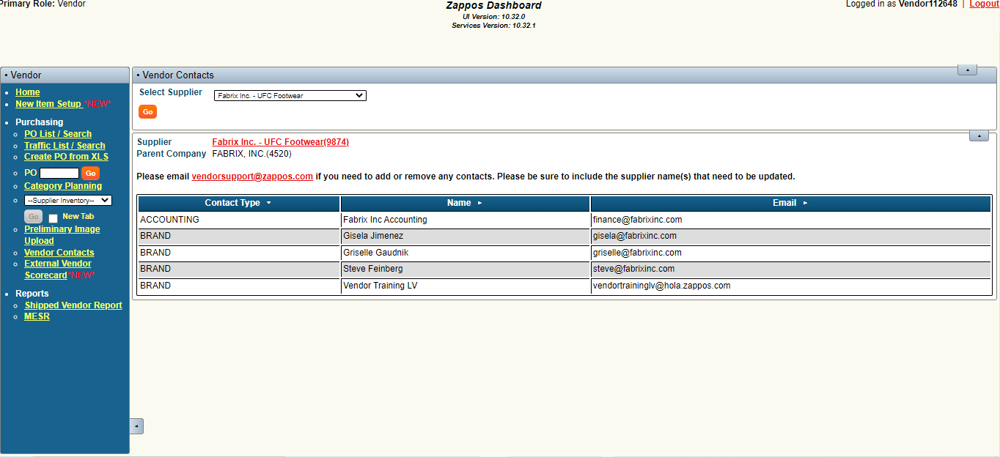 Primary Role: Vendor
Zappos Dashboard
UI Version: 10.32.0
Services Version: 10.32.1
Logged in as Vendor112648 | Logout
• Vendor
Home
New Item Setup *NEW*
Purchasing
PO List / Search
Traffic List / Search
Create PO from XLS
PO Go
Category Planning
--Supplier Inventory--
Go New Tab
Preliminary Image
Upload
Vendor Contacts
External Vendor
Scorecard*NEW*
Reports
Shipped Vendor Report
MESR
• Vendor Contacts
Select Supplier Fabrix Inc. - UFC Footwear
Go
Supplier Fabrix Inc. - UFC Footwear(9874)
Parent Company FABRIX, INC.(4520)
Please email vendorsupport@zappos.com if you need to add or remove any contacts. Please be sure to include the supplier name(s) that need to be updated.
Contact Type Name Email
ACCOUNTING Fabrix Inc Accounting finance@fabrixinc.com
BRAND Gisela Jimenez gisela@fabrixinc.com
BRAND Griselle Gaudnik griselle@fabrixinc.com
BRAND Steve Feinberg steve@fabrixinc.com
BRAND Vendor Training LV vendortraininglv@hola.zappos.com